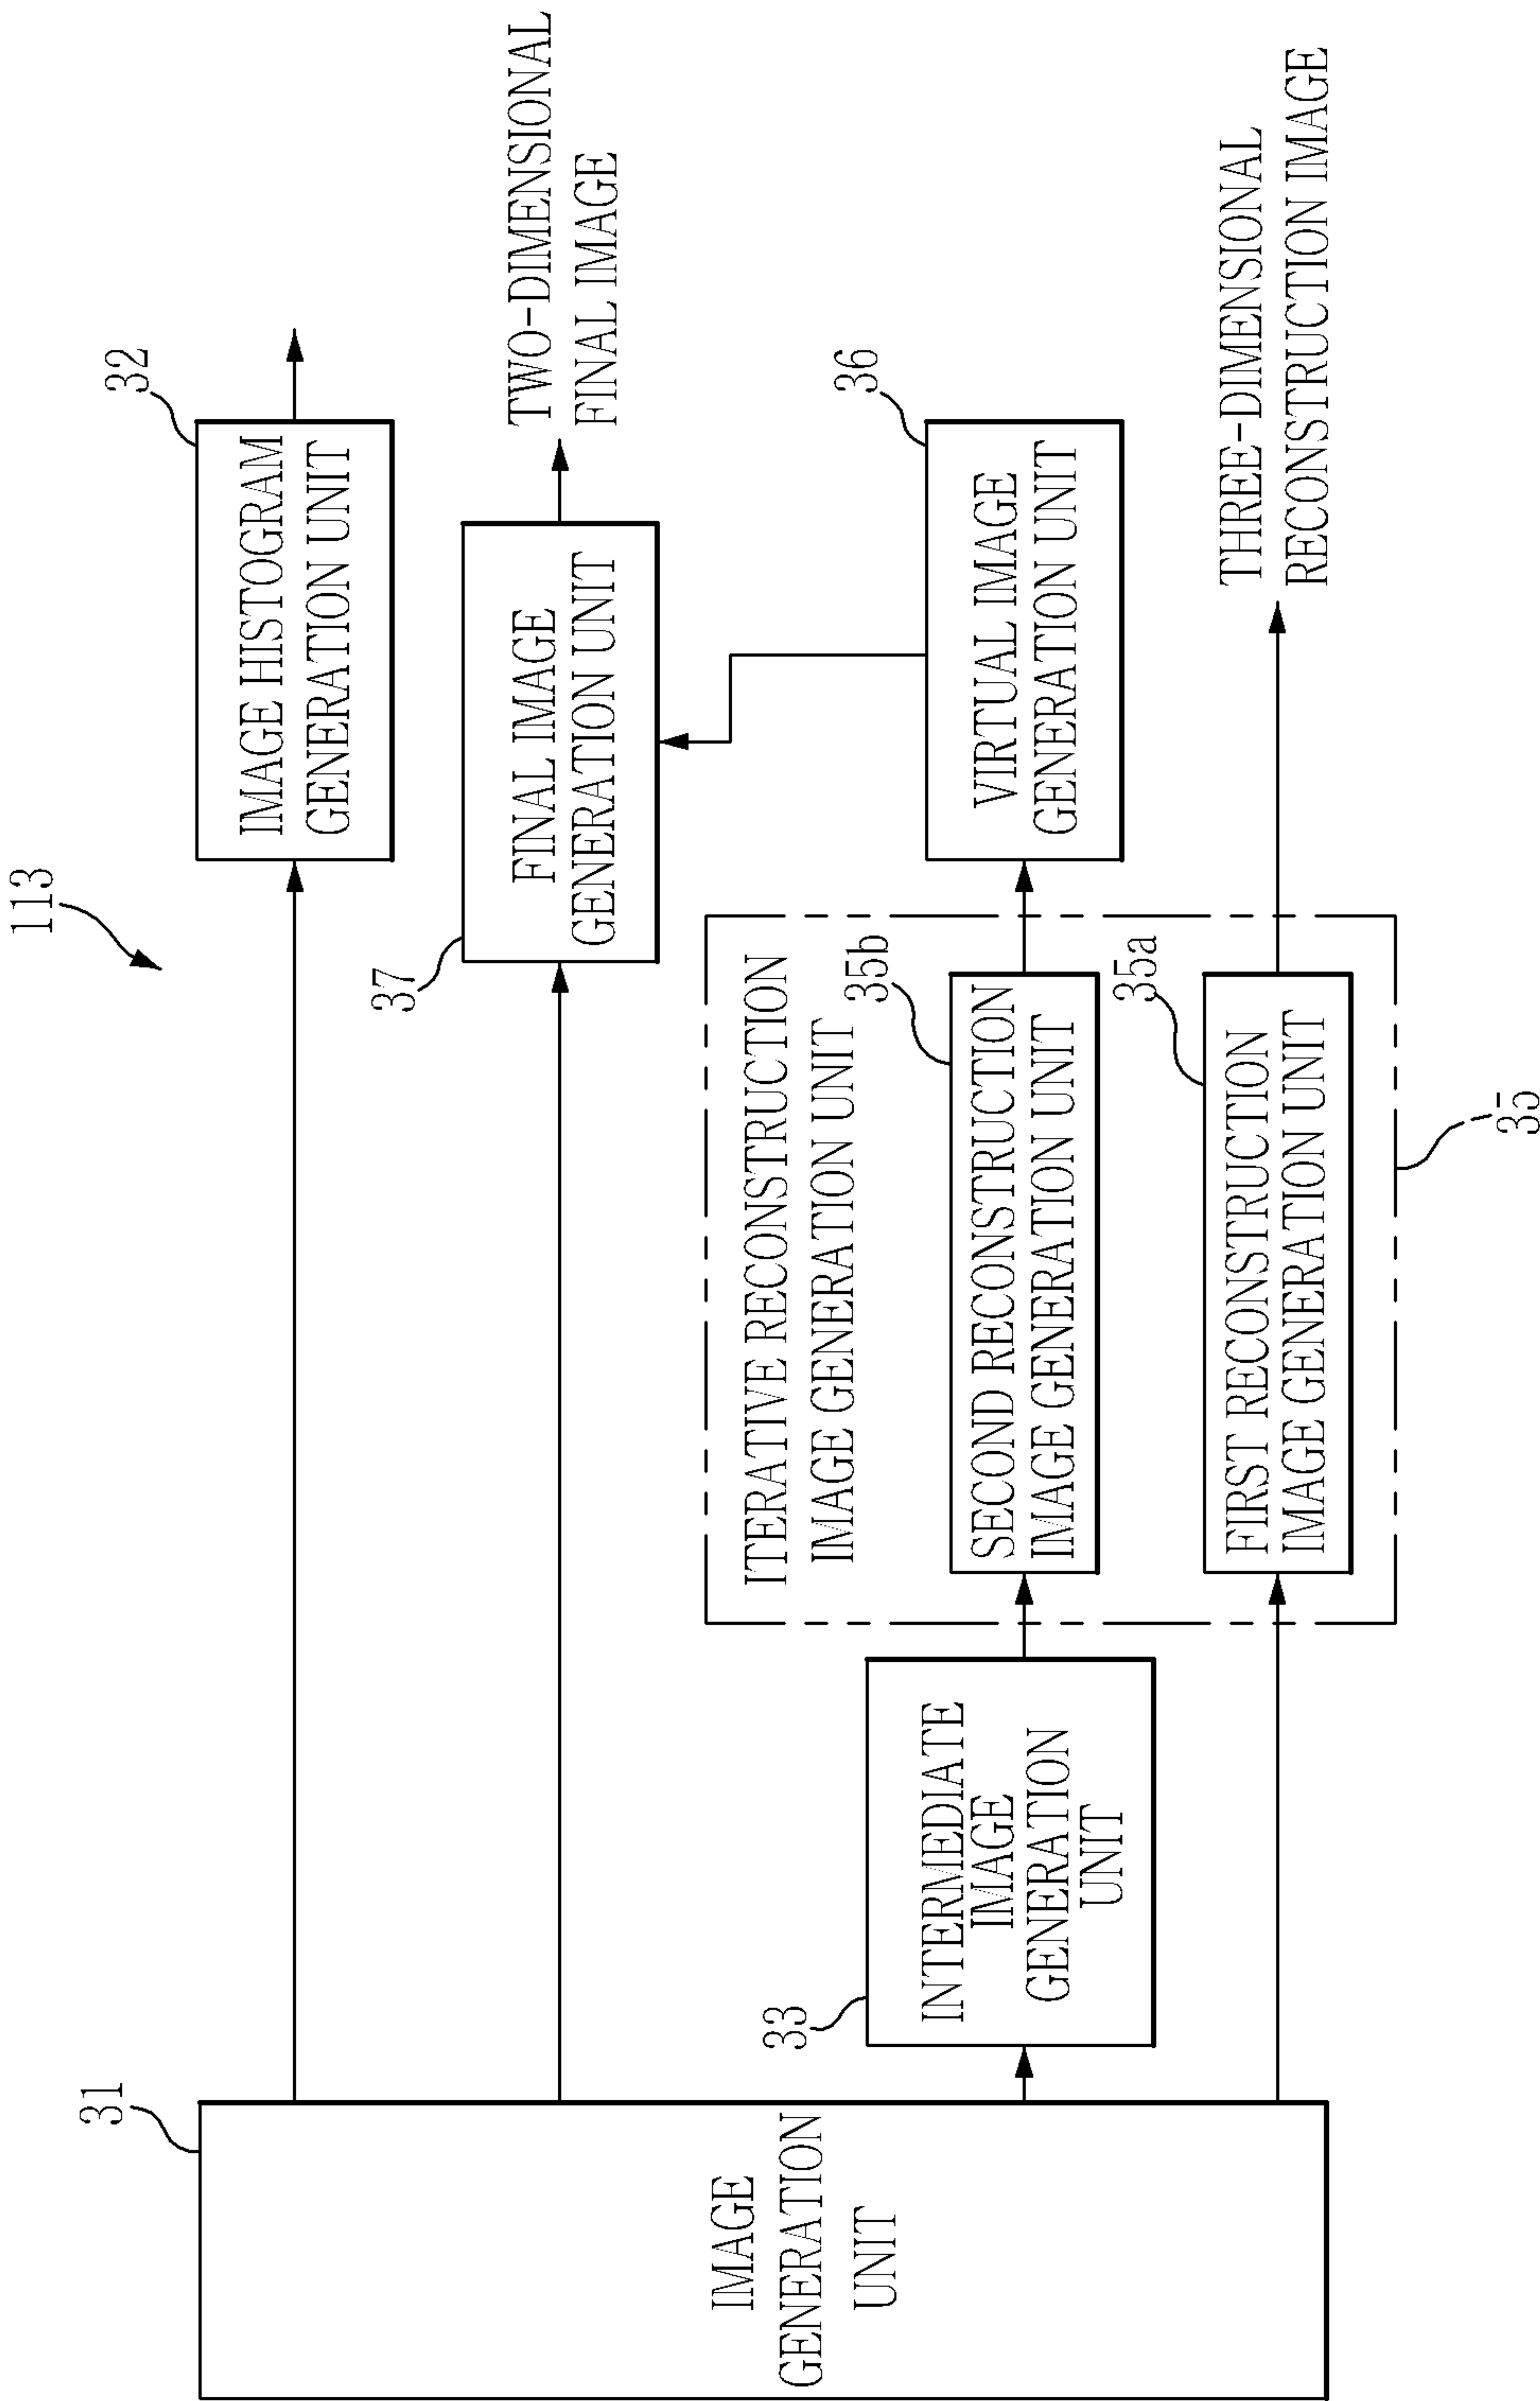 113
31
IMAGE
GENERATION
UNIT
32
IMAGE HISTOGRAM
GENERATION UNIT
37
FINAL IMAGE
GENERATION UNIT
TWO-DIMENSIONAL
FINAL IMAGE
ITERATIVE RECONSTRUCTION
IMAGE GENERATION UNIT
33
INTERMEDIATE
IMAGE
GENERATION
UNIT
35b
SECOND RECONSTRUCTION
IMAGE GENERATION UNIT
36
VIRTUAL IMAGE
GENERATION UNIT
35a
FIRST RECONSTRUCTION
IMAGE GENERATION UNIT
THREE-DIMENSIONAL
RECONSTRUCTION IMAGE
35